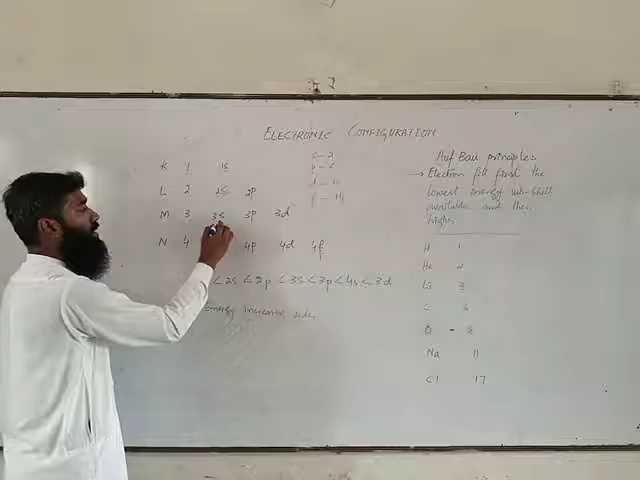 ELECTRONIC CONFIGURATION
s - 2
p - 6
d - 10
f - 14
K 1 1s
L 2 2s 2p
M 3 3s 3p 3d
N 4 4p 4d 4f
< 2s < 2p < 3s < 3p < 4s < 3d
energy increasing order
Auf Bau principles
→ Electron fill first the
lowest energy sub-shell
available and then
higher
H 1
He 2
Li 3
C 6
O - 8
Na 11
Cl 17